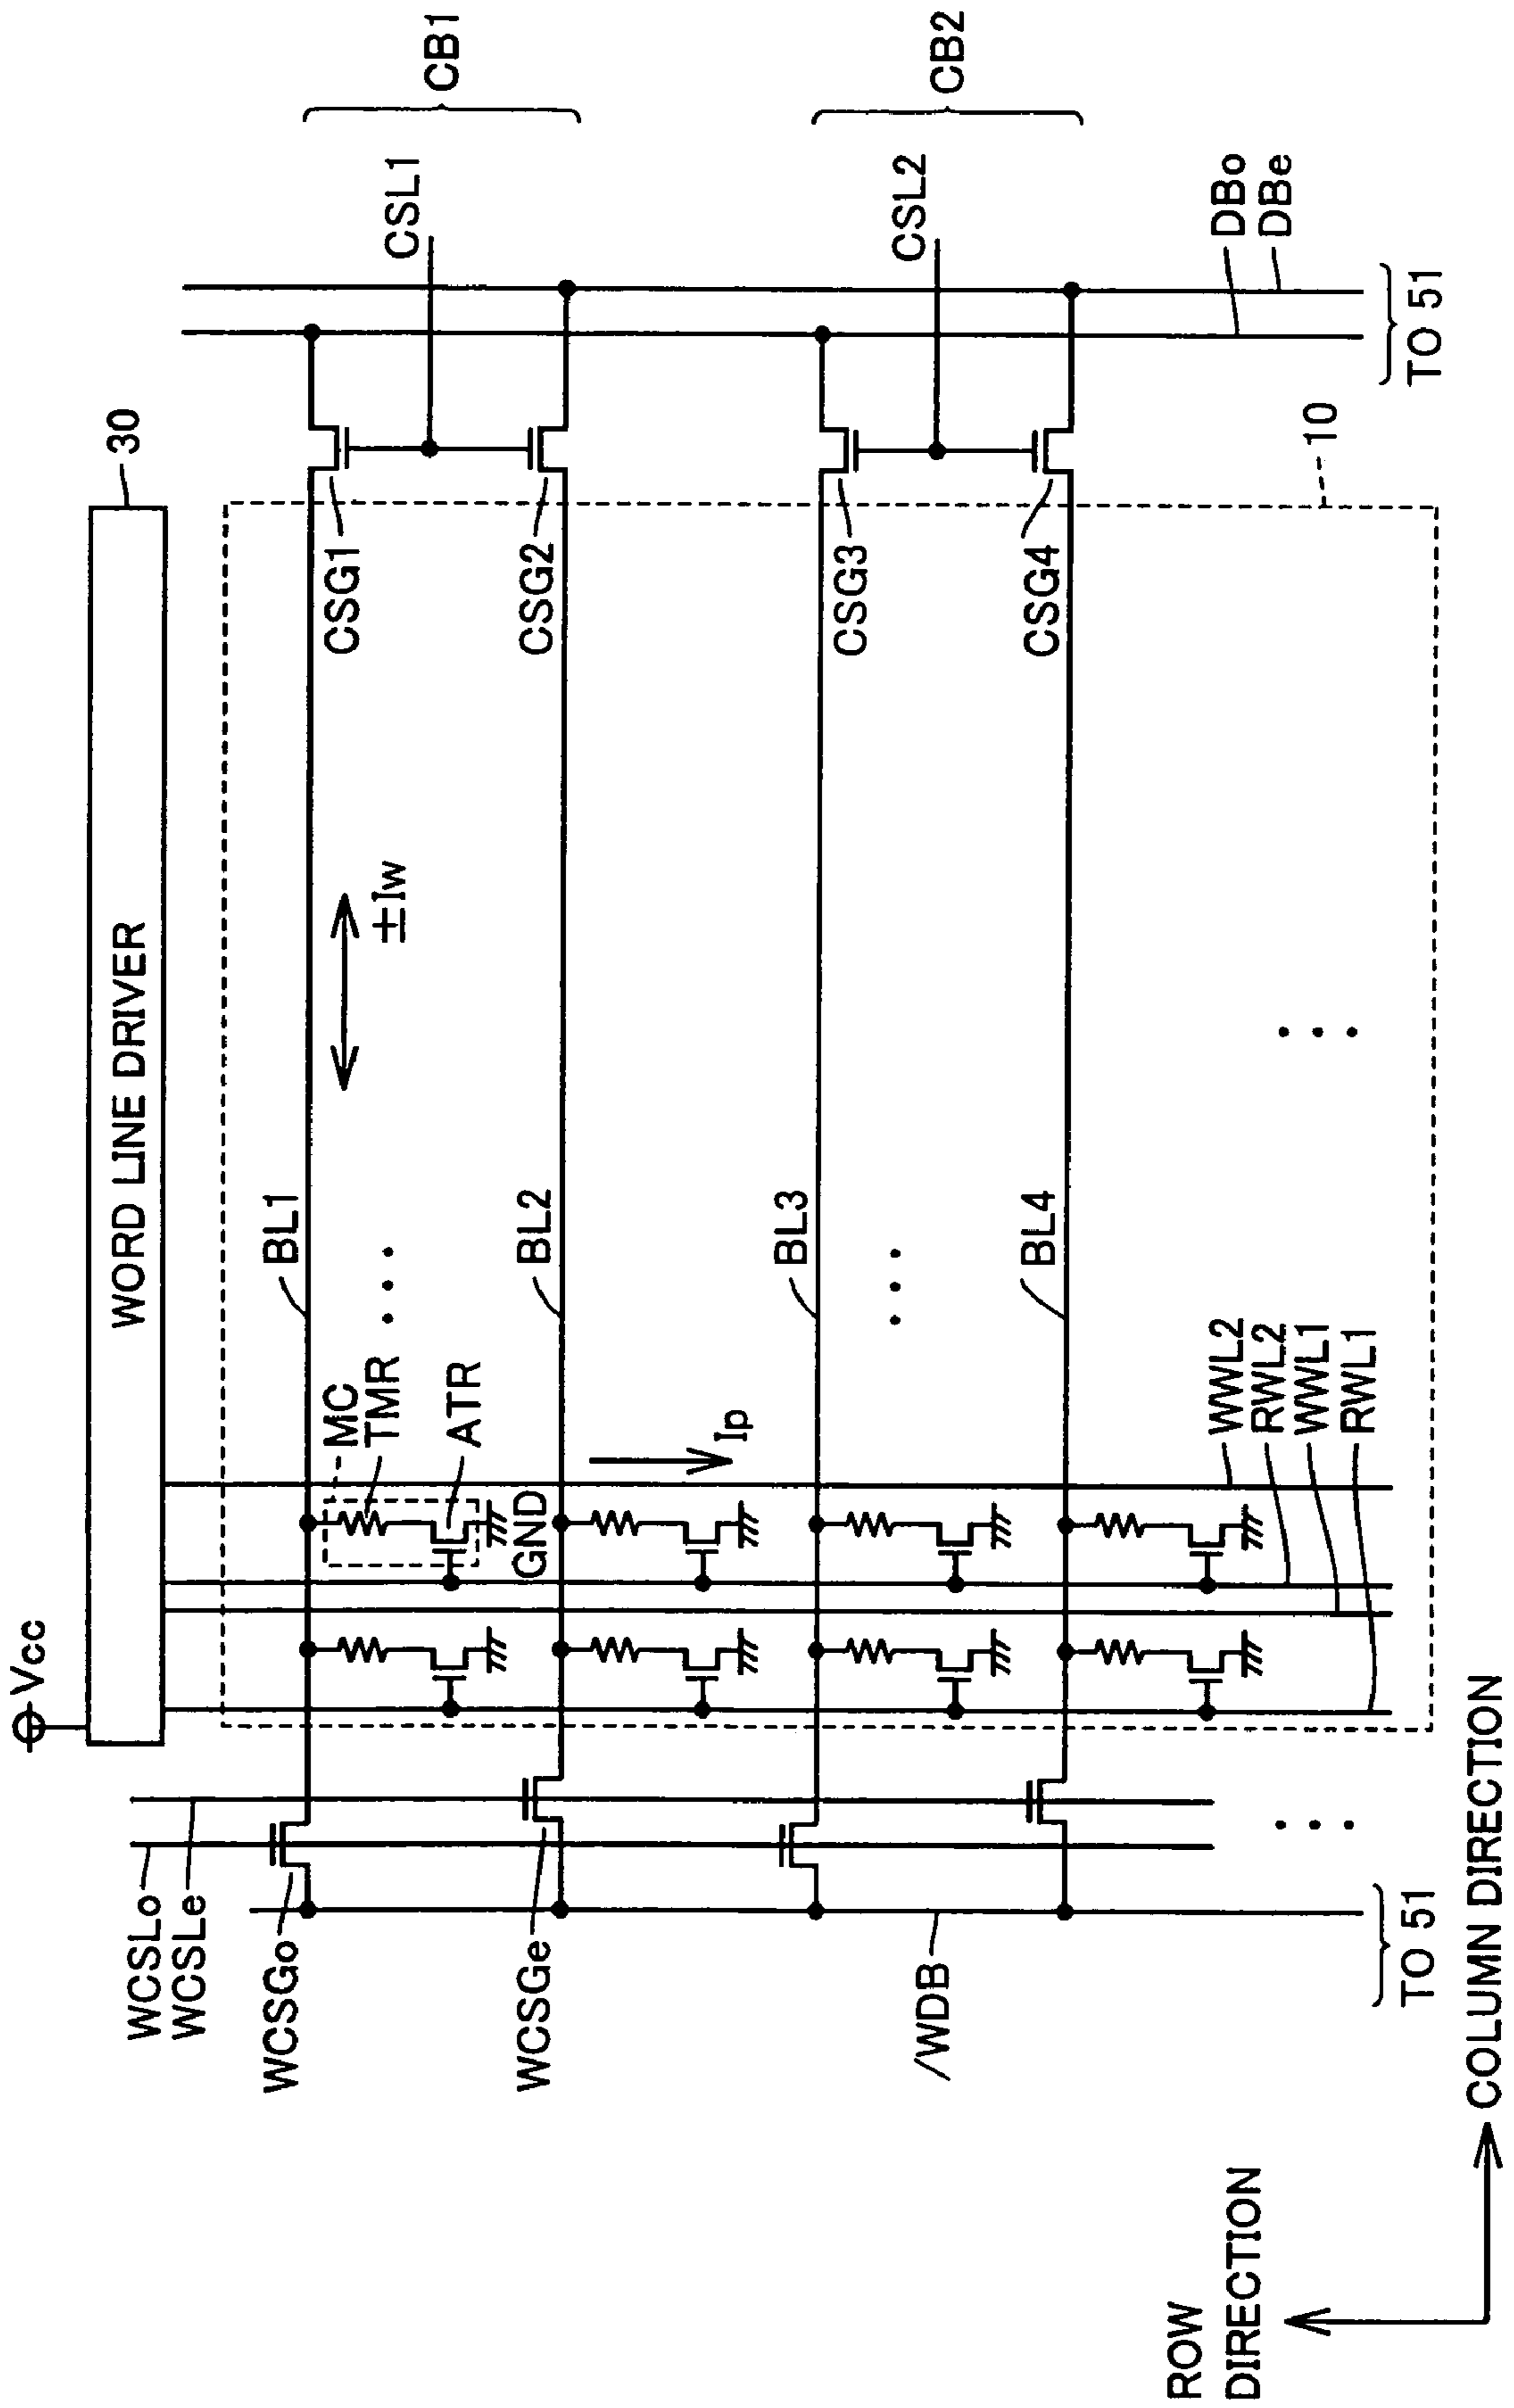 Vcc
WORD LINE DRIVER
30
WCSLo
WCSLe
WCSGo
WCSGe
/WDB
TO 51
BL1
BL2
BL3
BL4
MC
TMR
ATR
GND
Ip
±Iw
WWL2
RWL2
WWL1
RWL1
CSG1
CSG2
CSG3
CSG4
10
CSL1
CSL2
CB1
CB2
DBo
DBe
TO 51
ROW
DIRECTION
COLUMN DIRECTION